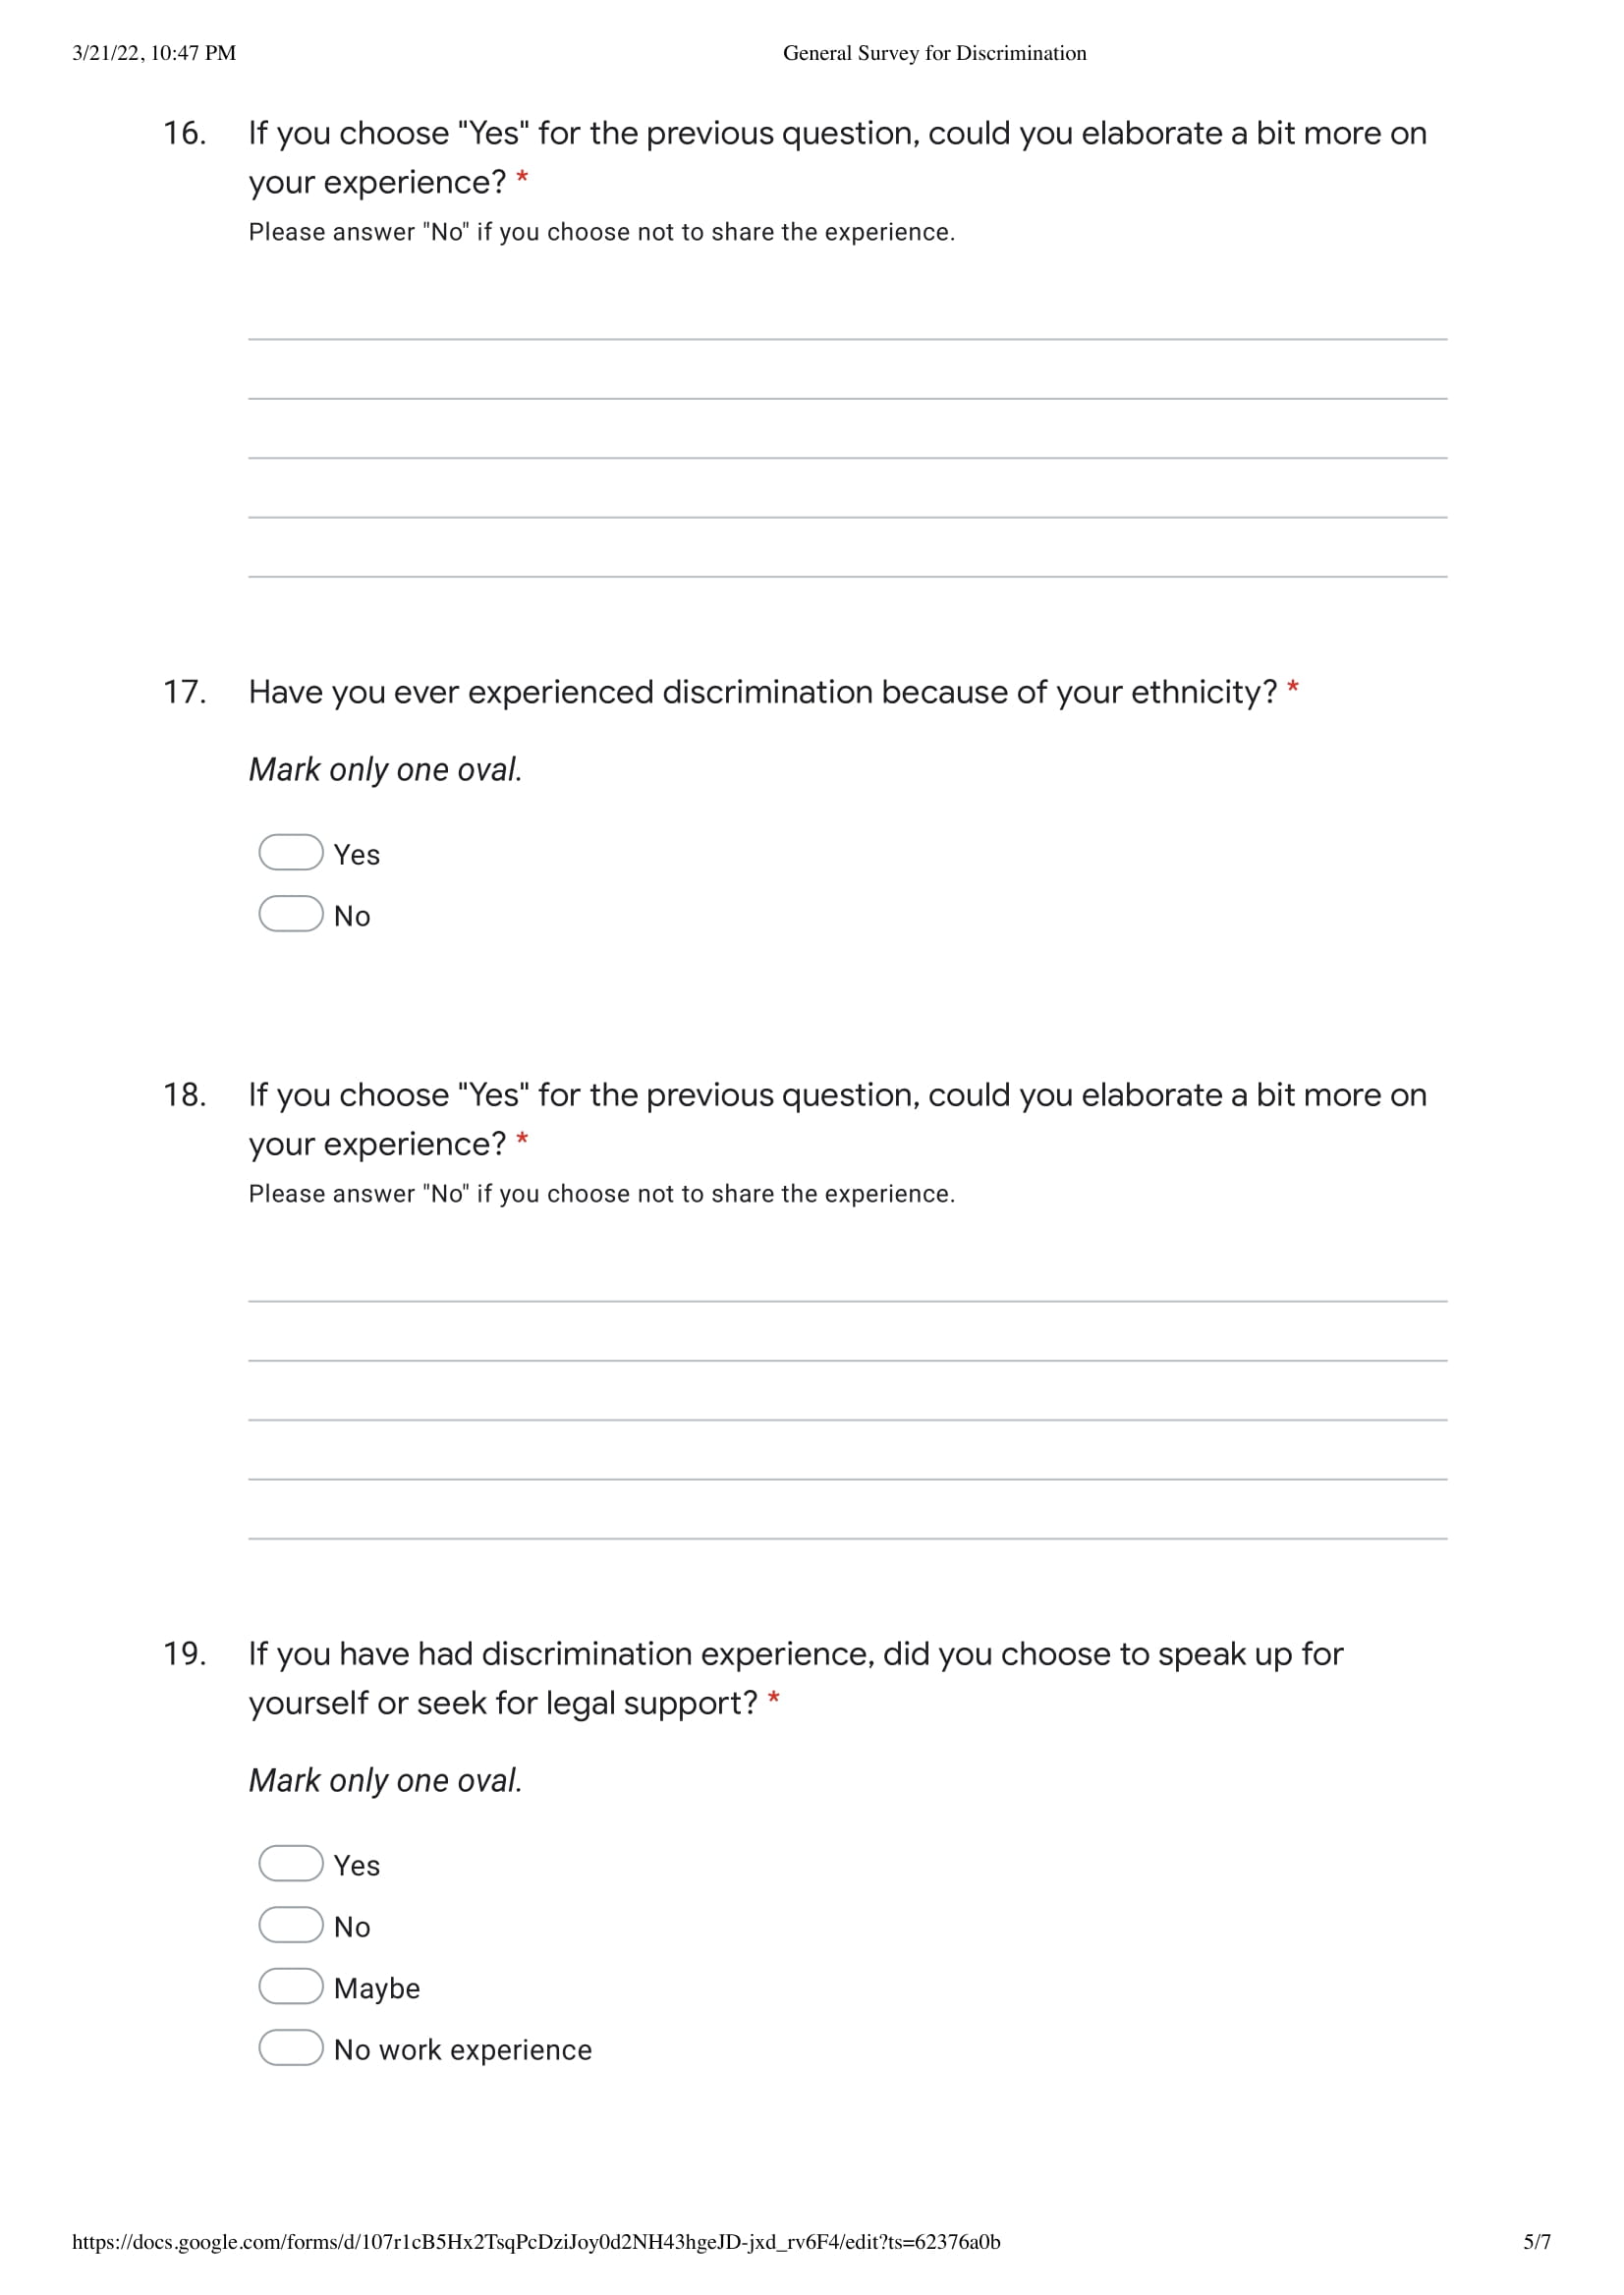 3/21/22, 10:47 PM General Survey for Discrimination
16. If you choose "Yes" for the previous question, could you elaborate a bit more on
your experience? *
Please answer "No" if you choose not to share the experience.
17. Have you ever experienced discrimination because of your ethnicity? *
Mark only one oval.
Yes
No
18. If you choose "Yes" for the previous question, could you elaborate a bit more on
your experience? *
Please answer "No" if you choose not to share the experience.
19. If you have had discrimination experience, did you choose to speak up for
yourself or seek for legal support? *
Mark only one oval.
Yes
No
Maybe
No work experience
https://docs.google.com/forms/d/107r1cB5Hx2TsqPcDziJoy0d2NH43hgeJD-jxd_rv6F4/edit?ts=62376a0b 5/7